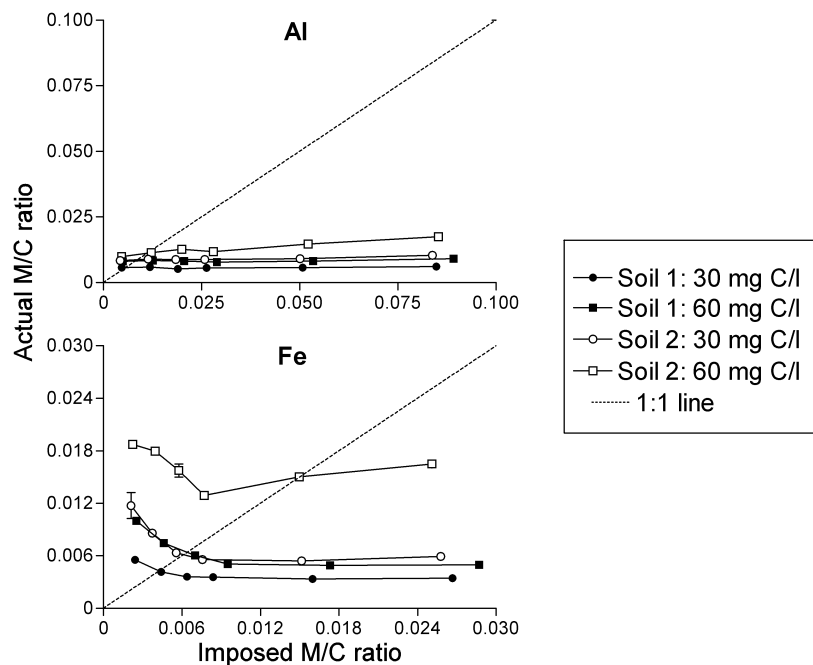 Al
Actual M/C ratio
0.100
0.075
0.050
0.025
0
0 0.025 0.050 0.075 0.100
Fe
0.030
0.024
0.018
0.012
0.006
0
0 0.006 0.012 0.018 0.024 0.030
Imposed M/C ratio
Soil 1: 30 mg C/l
Soil 1: 60 mg C/l
Soil 2: 30 mg C/l
Soil 2: 60 mg C/l
1:1 line